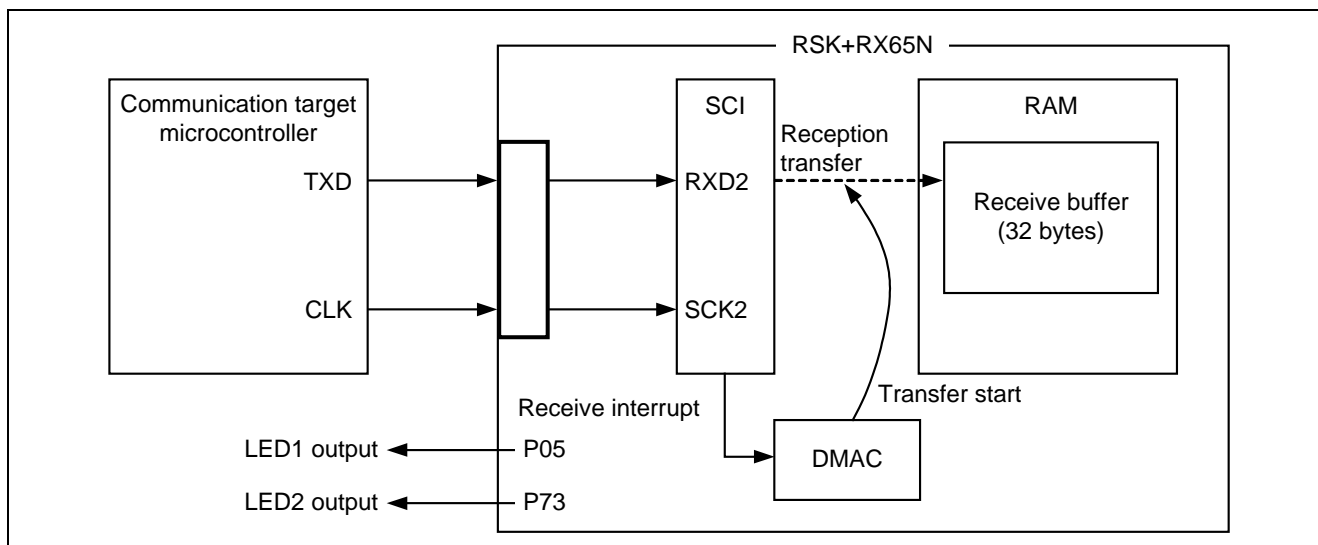 RSK+RX65N
Communication target
microcontroller
TXD
CLK
SCI
RXD2
SCK2
Reception
transfer
RAM
Receive buffer
(32 bytes)
Transfer start
Receive interrupt
DMAC
LED1 output
P05
LED2 output
P73